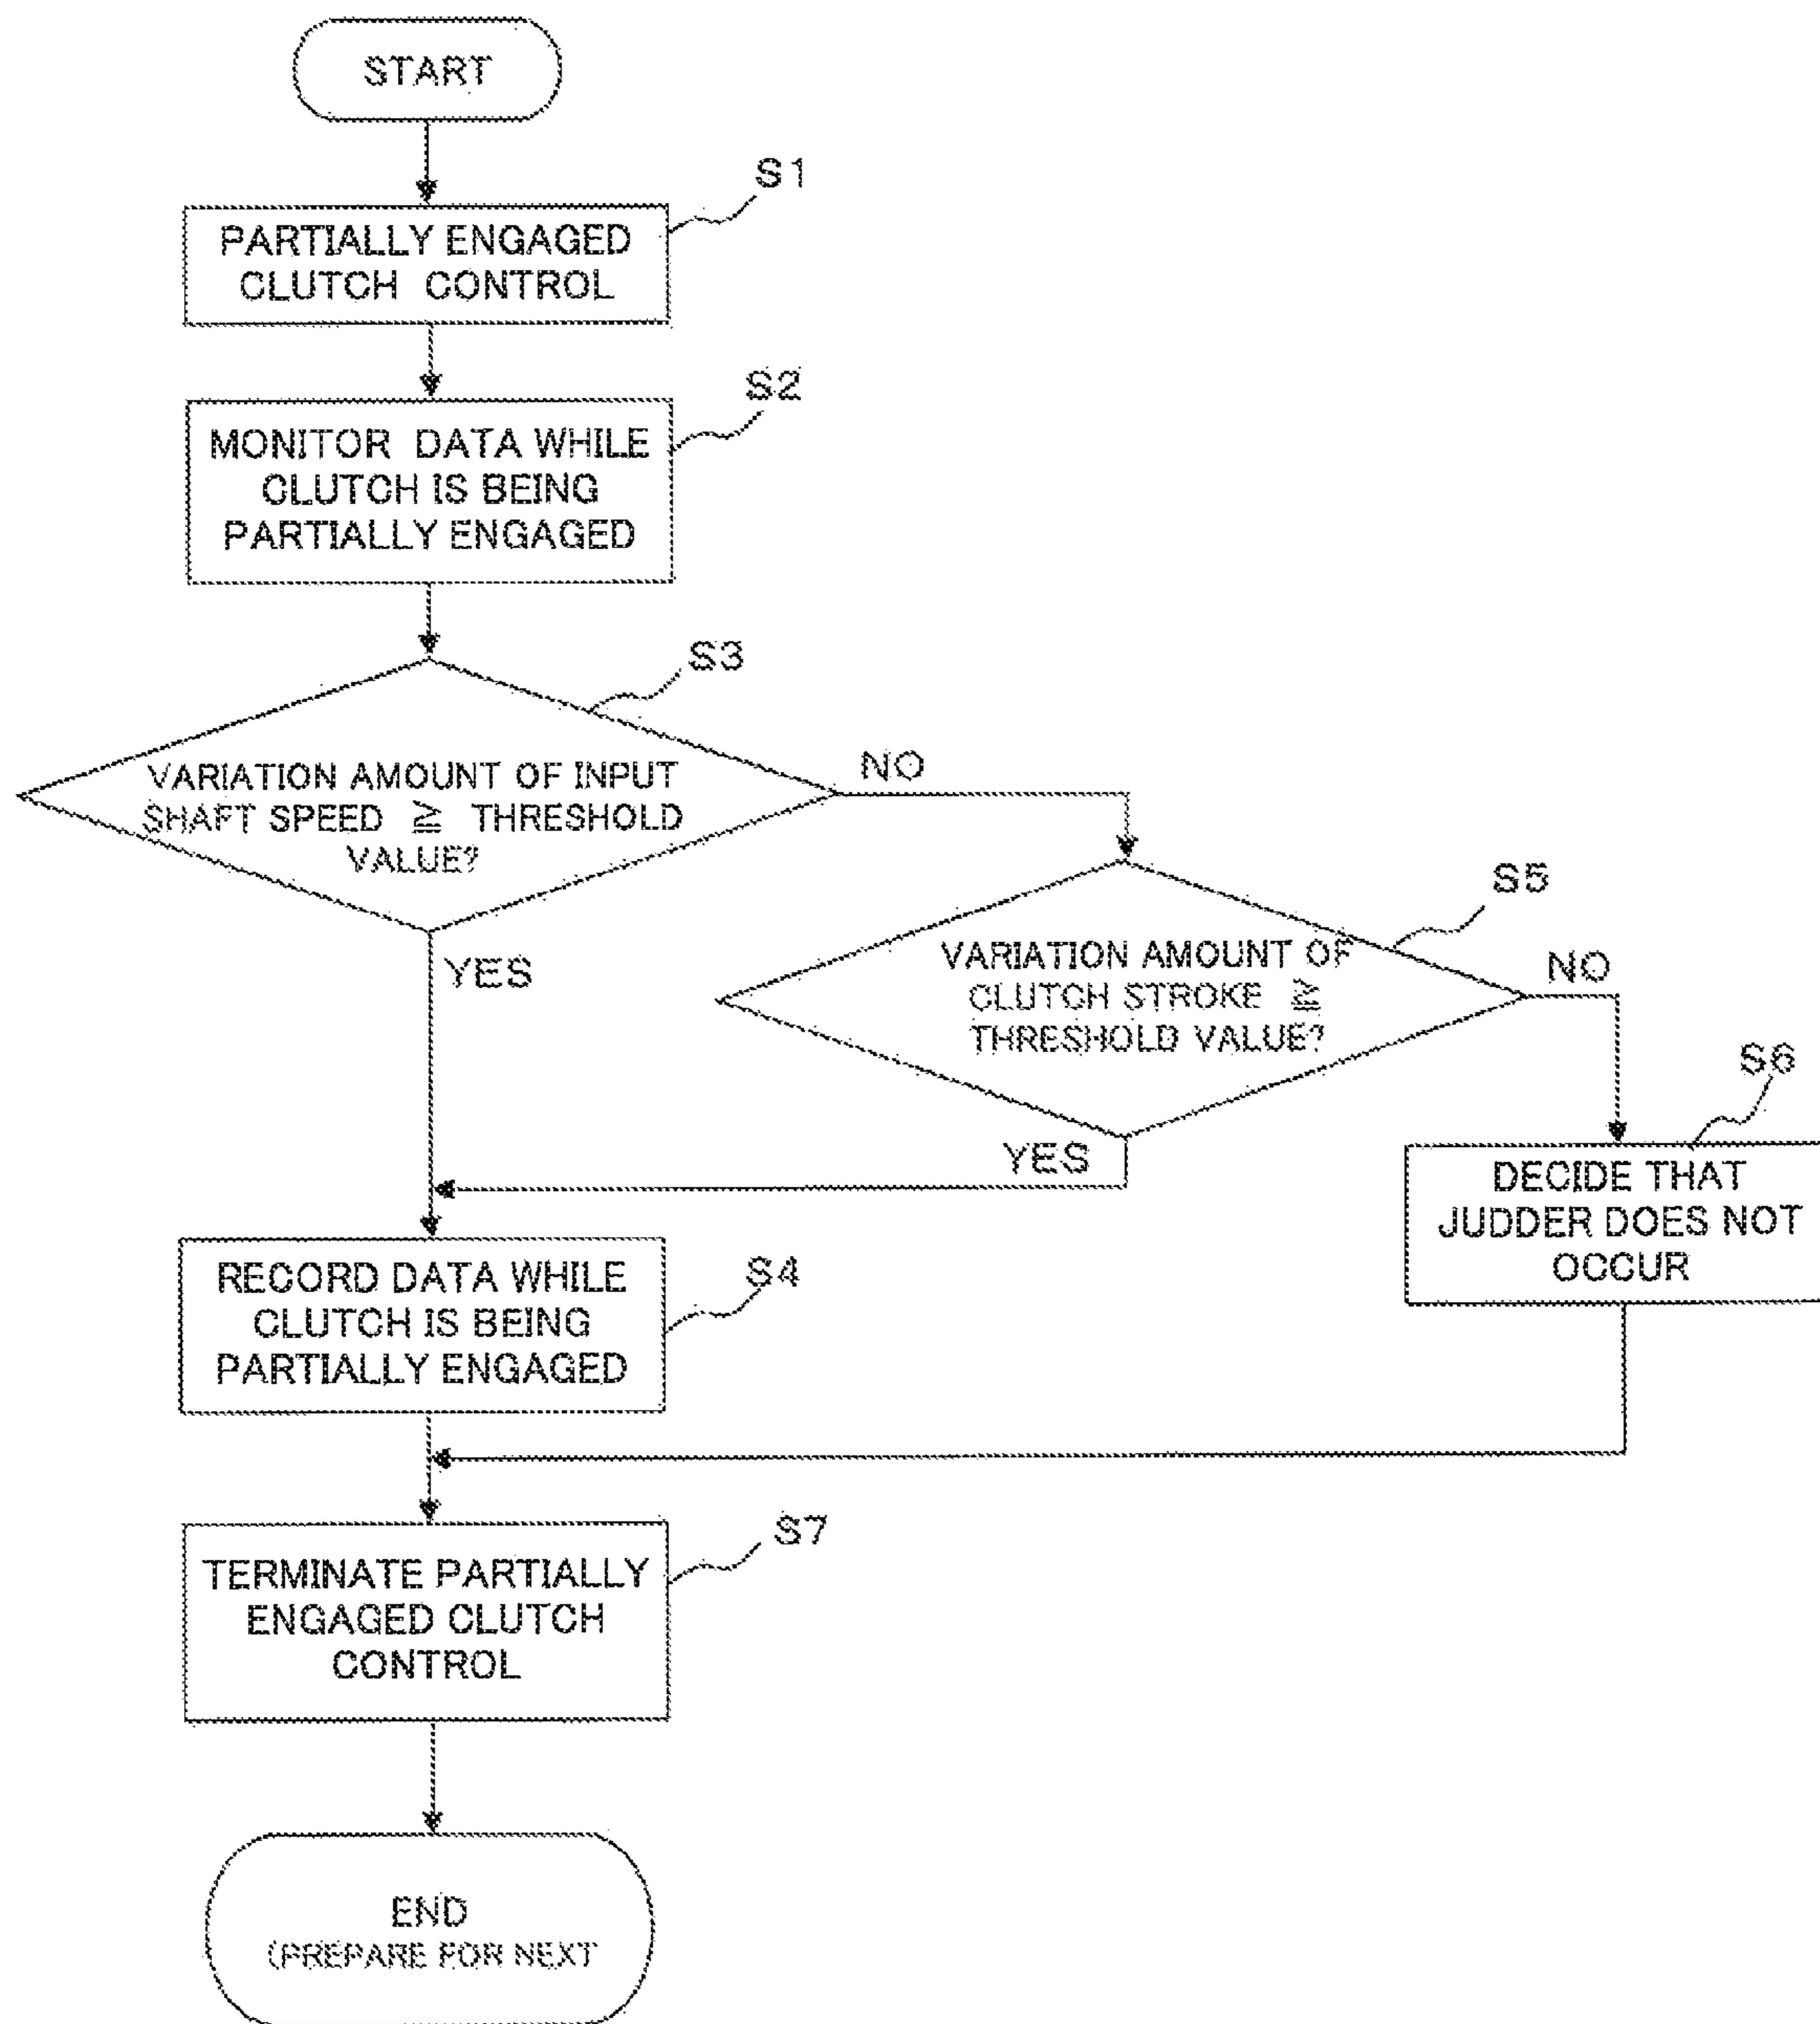 START
S1
PARTIALLY ENGAGED
CLUTCH CONTROL
S2
MONITOR DATA WHILE
CLUTCH IS BEING
PARTIALLY ENGAGED
S3
VARIATION AMOUNT OF INPUT
SHAFT SPEED ≧ THRESHOLD
VALUE?
NO
YES
S5
VARIATION AMOUNT OF
CLUTCH STROKE ≧
THRESHOLD VALUE?
NO
YES
S6
DECIDE THAT
JUDDER DOES NOT
OCCUR
S4
RECORD DATA WHILE
CLUTCH IS BEING
PARTIALLY ENGAGED
S7
TERMINATE PARTIALLY
ENGAGED CLUTCH
CONTROL
END
(PREPARE FOR NEXT